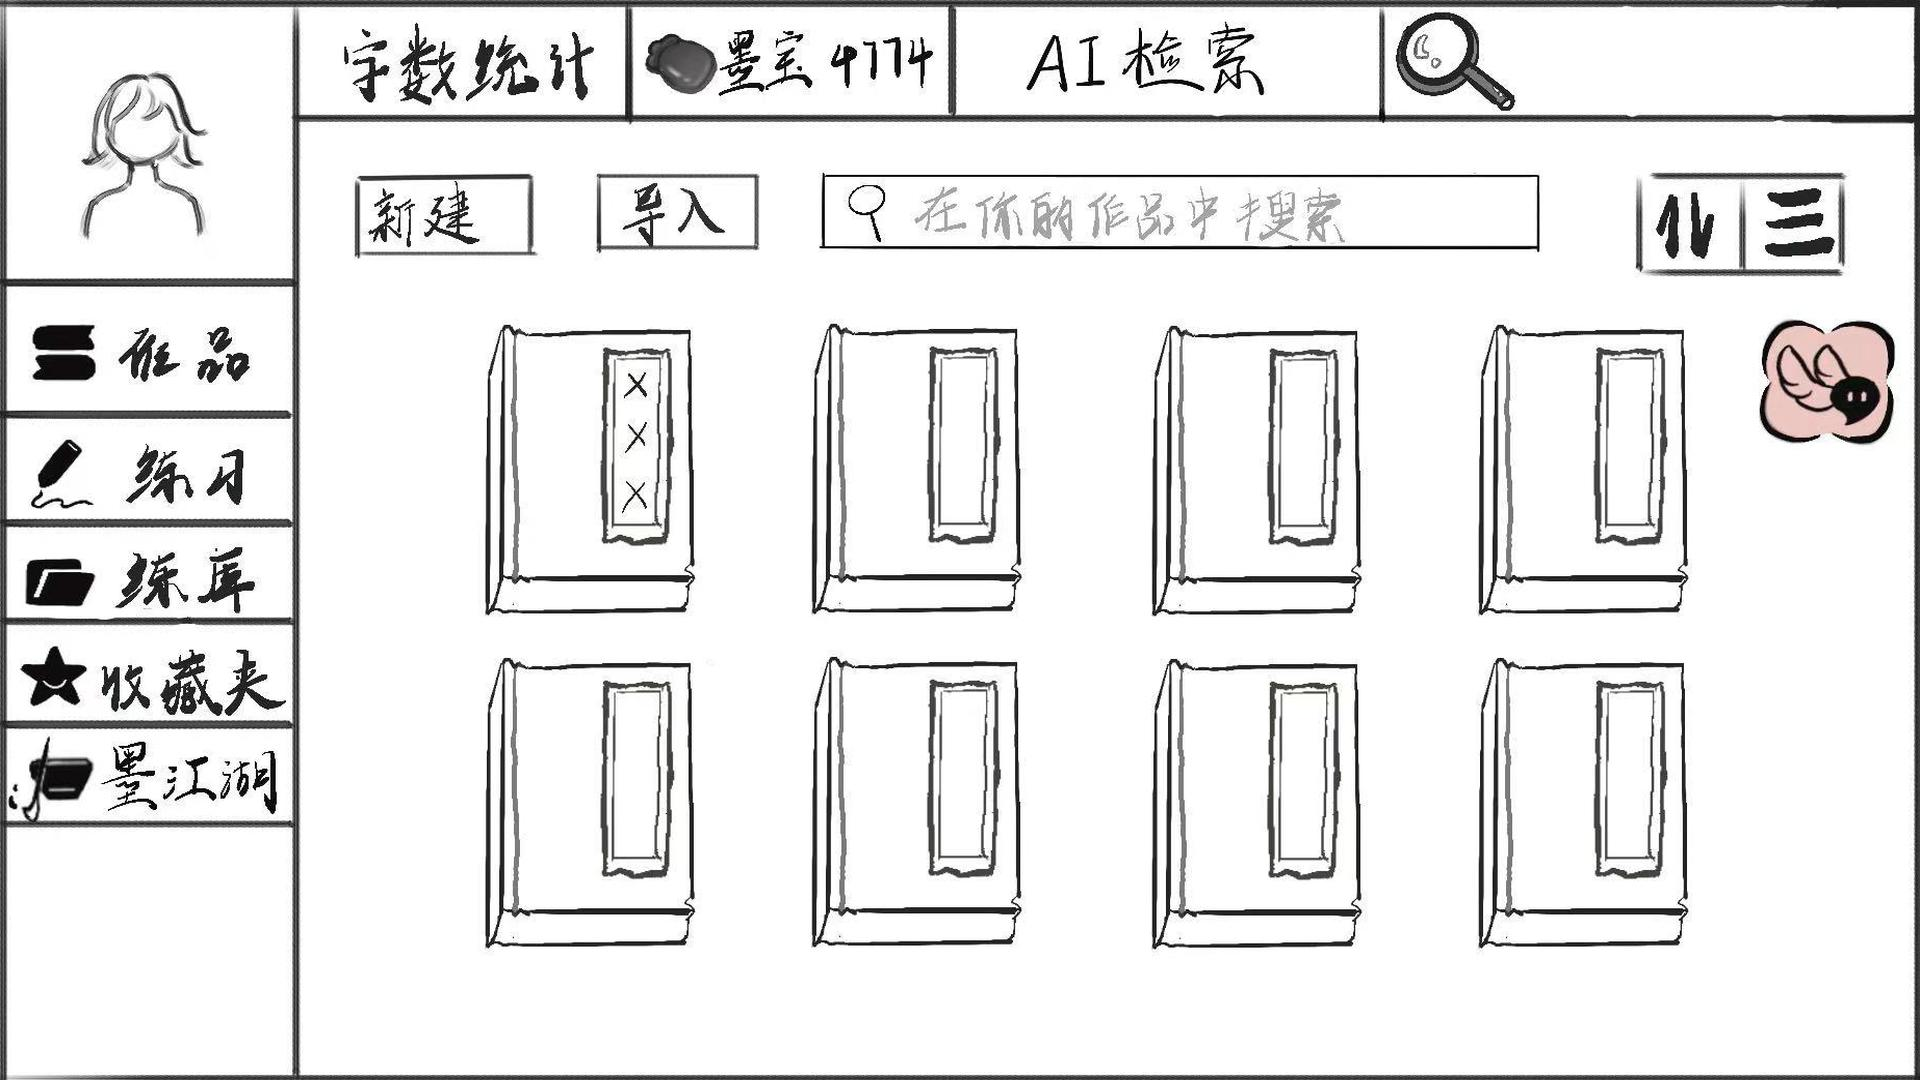 字数统计
墨宝 4774
AI检索
新建
导入
在你的作品中搜索
作品
练习
练库
收藏夹
墨江湖
X
X
X